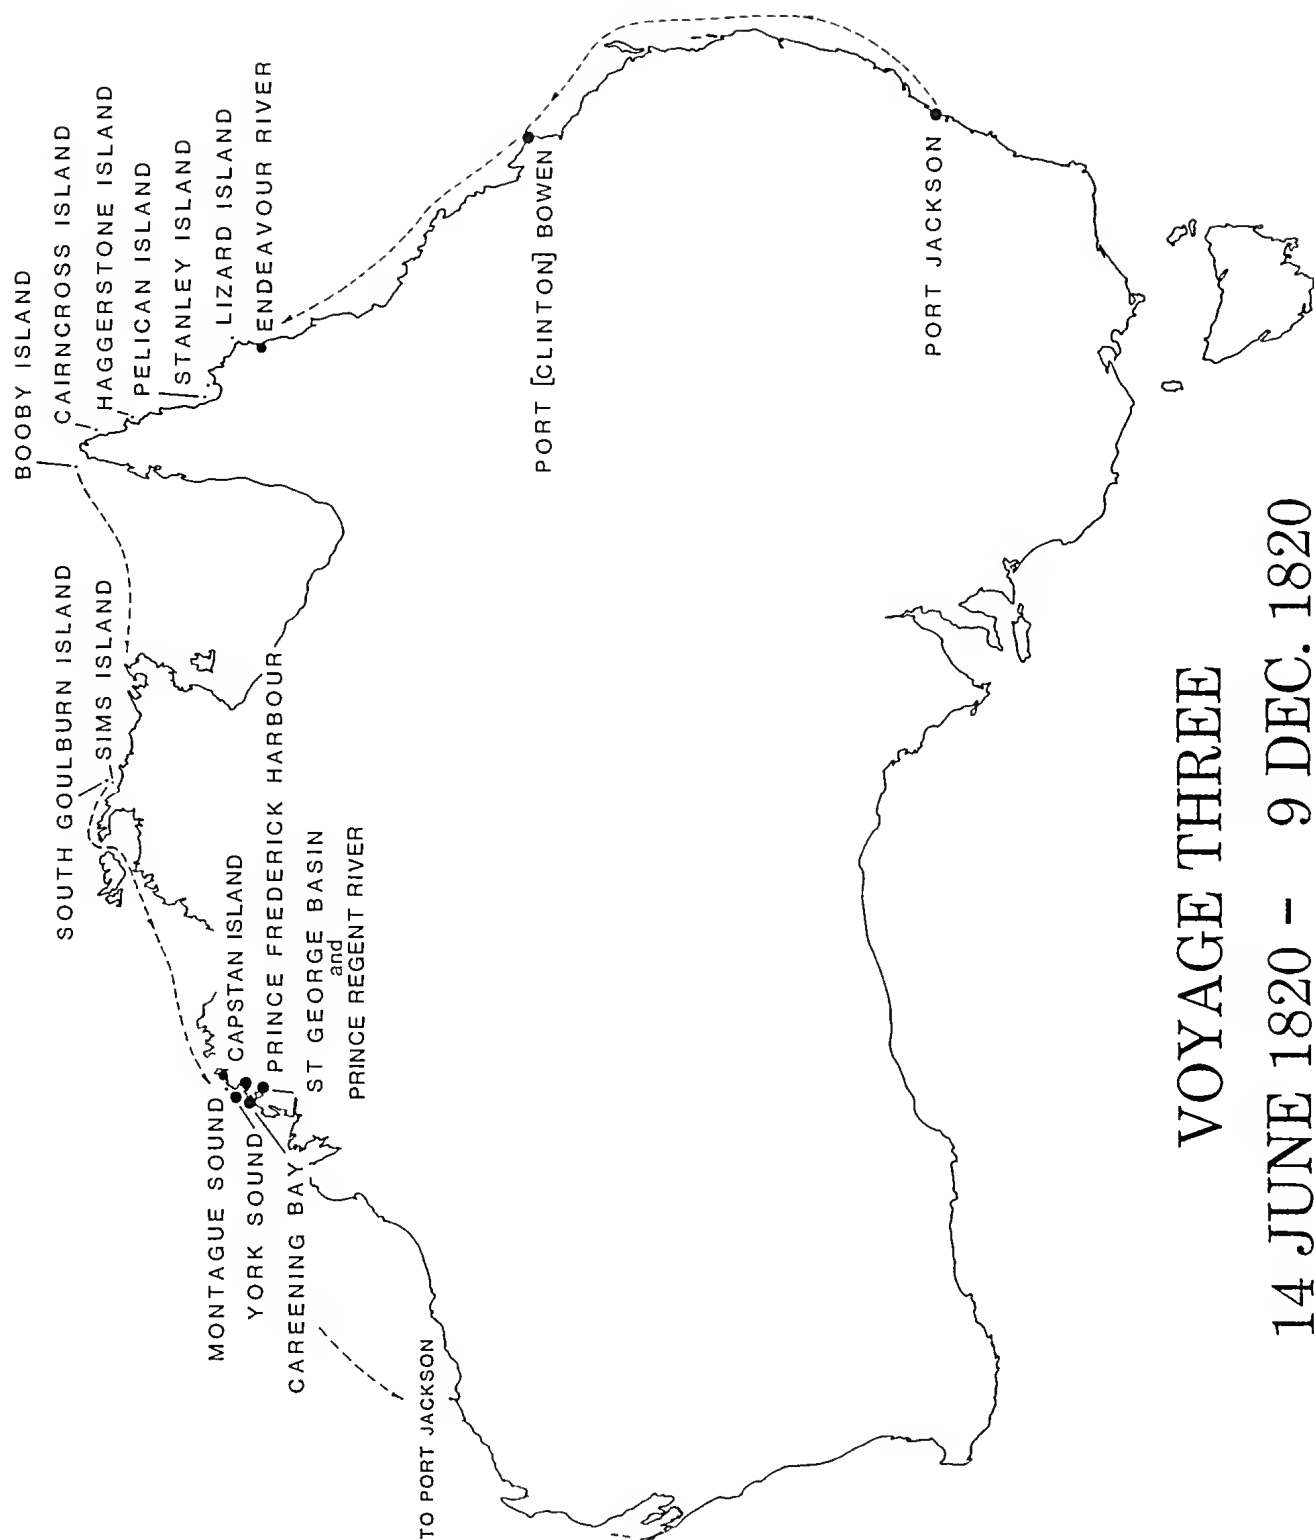 BOOBY ISLAND
CAIRNCROSS ISLAND
HAGGERSTONE ISLAND
PELICAN ISLAND
STANLEY ISLAND
LIZARD ISLAND
ENDEAVOUR RIVER
SOUTH GOULBURN ISLAND
SIMS ISLAND
CAPSTAN ISLAND
PRINCE FREDERICK HARBOUR
ST GEORGE BASIN
and
PRINCE REGENT RIVER
MONTAGUE SOUND
YORK SOUND
CAREENING BAY
TO PORT JACKSON
PORT [CLINTON] BOWEN
PORT JACKSON
VOYAGE THREE
14 JUNE 1820 – 9 DEC. 1820